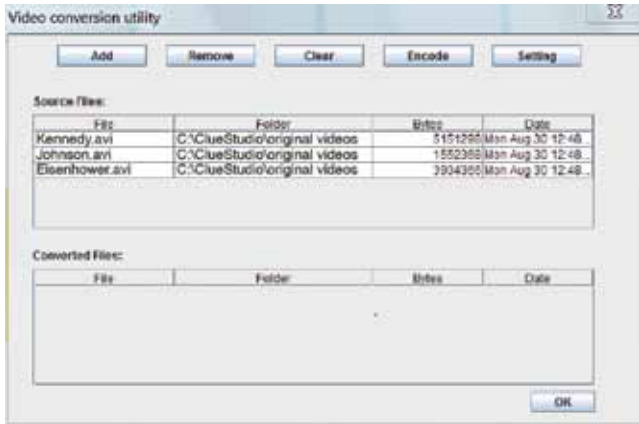 Video conversion utility
Add Remove Clear Encode Setting
Source Files:
File Folder Bytes Date
Kennedy.avi C:\ClueStudio\original videos Mon Aug 30 12:48...
Johnson.avi C:\ClueStudio\original videos Mon Aug 30 12:48...
Eisenhower.avi C:\ClueStudio\original videos Mon Aug 30 12:48...
Converted Files:
File Folder Bytes Date
OK